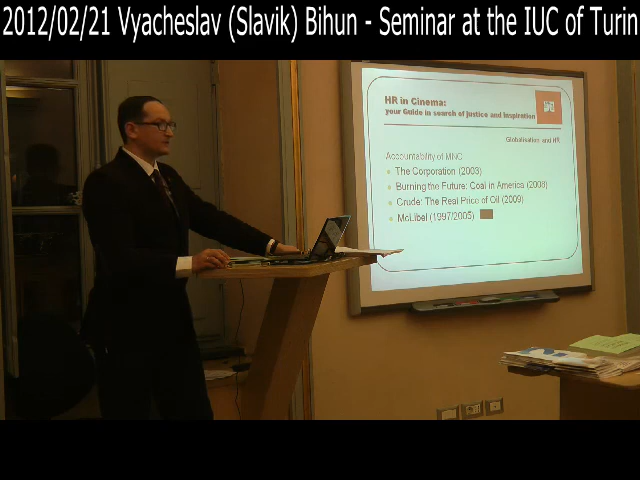 2012/02/21 Vyacheslav (Slavik) Bihun - Seminar at the IUC of Turin
HR in Cinema:
your Guide in search of Justice and Inspiration
Globalisation and HR
Accountability of MNC
The Corporation (2003)
Burning the Future: Coal in America (2008)
Crude: The Real Price of Oil (2009)
McLibel (1997/2005)